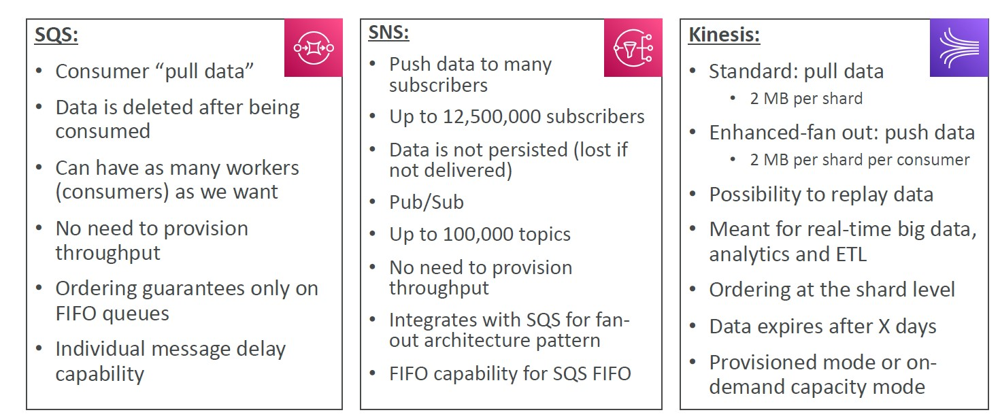 SQS:
• Consumer “pull data”
• Data is deleted after being
consumed
• Can have as many workers
(consumers) as we want
• No need to provision
throughput
• Ordering guarantees only on
FIFO queues
• Individual message delay
capability
SNS:
• Push data to many
subscribers
• Up to 12,500,000 subscribers
• Data is not persisted (lost if
not delivered)
• Pub/Sub
• Up to 100,000 topics
• No need to provision
throughput
• Integrates with SQS for fan-
out architecture pattern
• FIFO capability for SQS FIFO
Kinesis:
• Standard: pull data
• 2 MB per shard
• Enhanced-fan out: push data
• 2 MB per shard per consumer
• Possibility to replay data
• Meant for real-time big data,
analytics and ETL
• Ordering at the shard level
• Data expires after X days
• Provisioned mode or on-
demand capacity mode